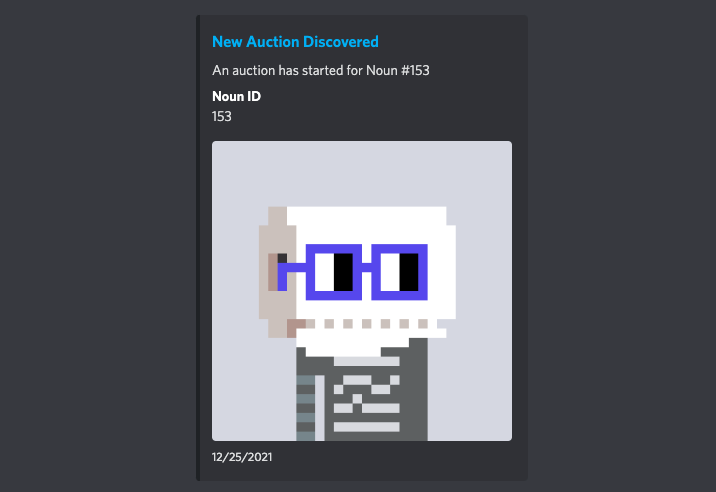 New Auction Discovered
An auction has started for Noun #153
Noun ID
153
12/25/2021